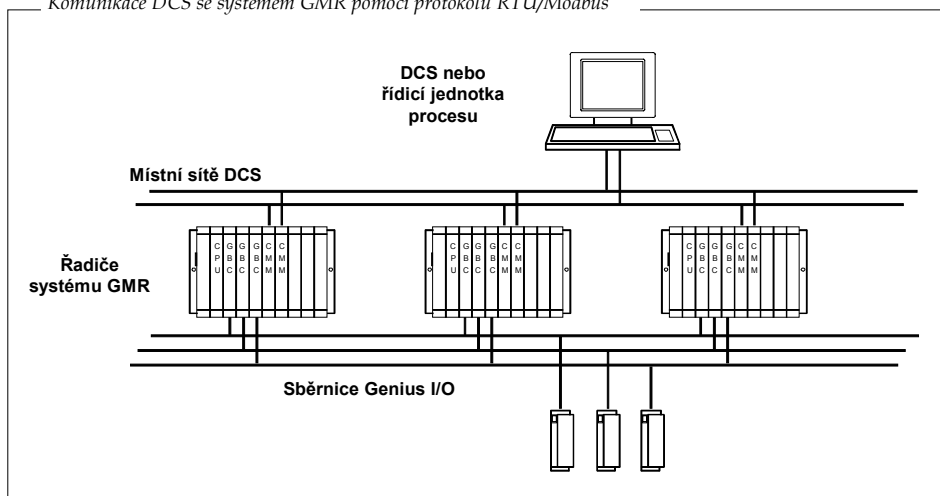 Komunikace DCS se systémem GMR pomocí protokolu RTU/Modbus
DCS nebo
řídicí jednotka
procesu
Místní sítě DCS
Řadiče
systému GMR
C G G G C C
P B B B M M
U C C C M M
C G G G C C
P B B B M M
U C C C M M
C G G G C C
P B B B M M
U C C C M M
Sběrnice Genius I/O